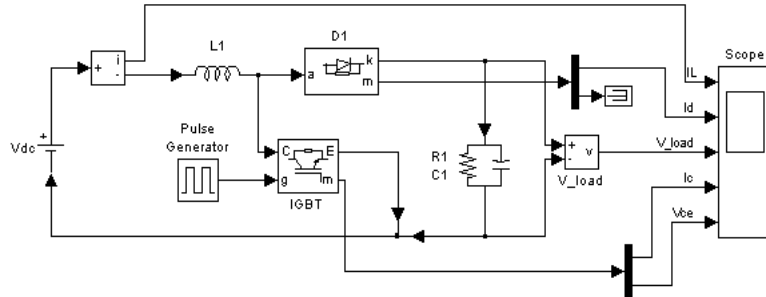 D1
Scope
L1
i
+
-
k
a
m
IL
Id
+
Vdc
Pulse
Generator
C
E
g
m
IGBT
R1
C1
+
-
v
V_load
V_load
Ic
Vce